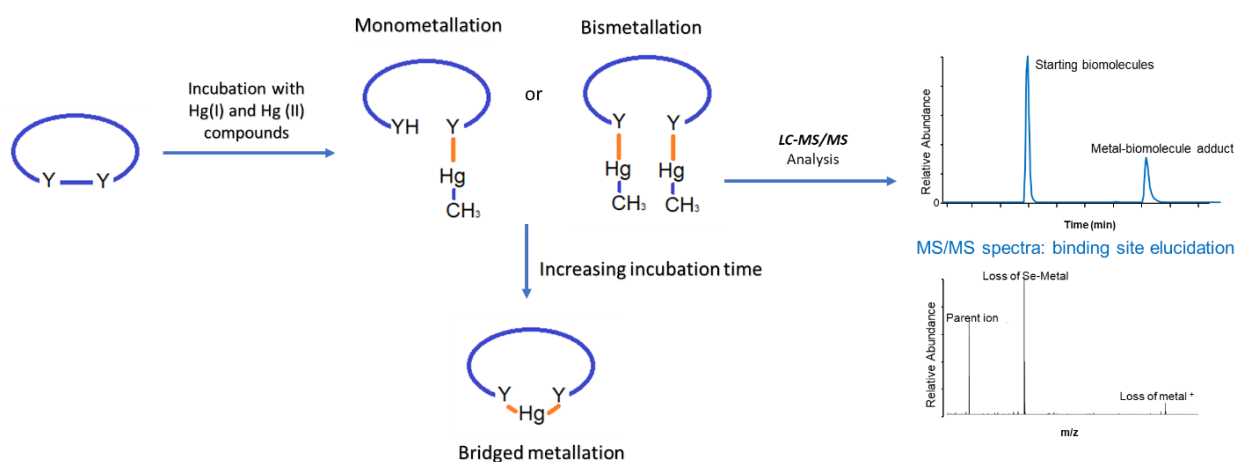 Monometallation
Bismetallation
Incubation with
Hg(I) and Hg (II)
compounds
Y Y
YH Y
Hg
CH₃
or
Y Y
Hg Hg
CH₃ CH₃
LC-MS/MS
Analysis
Relative Abundance
Starting biomolecules
Metal-biomolecule adduct
0
Time (min)
Increasing incubation time
Y Hg Y
Bridged metallation
MS/MS spectra: binding site elucidation
Relative Abundance
Loss of Se-Metal
Parent ion
Loss of metal ⁺
m/z